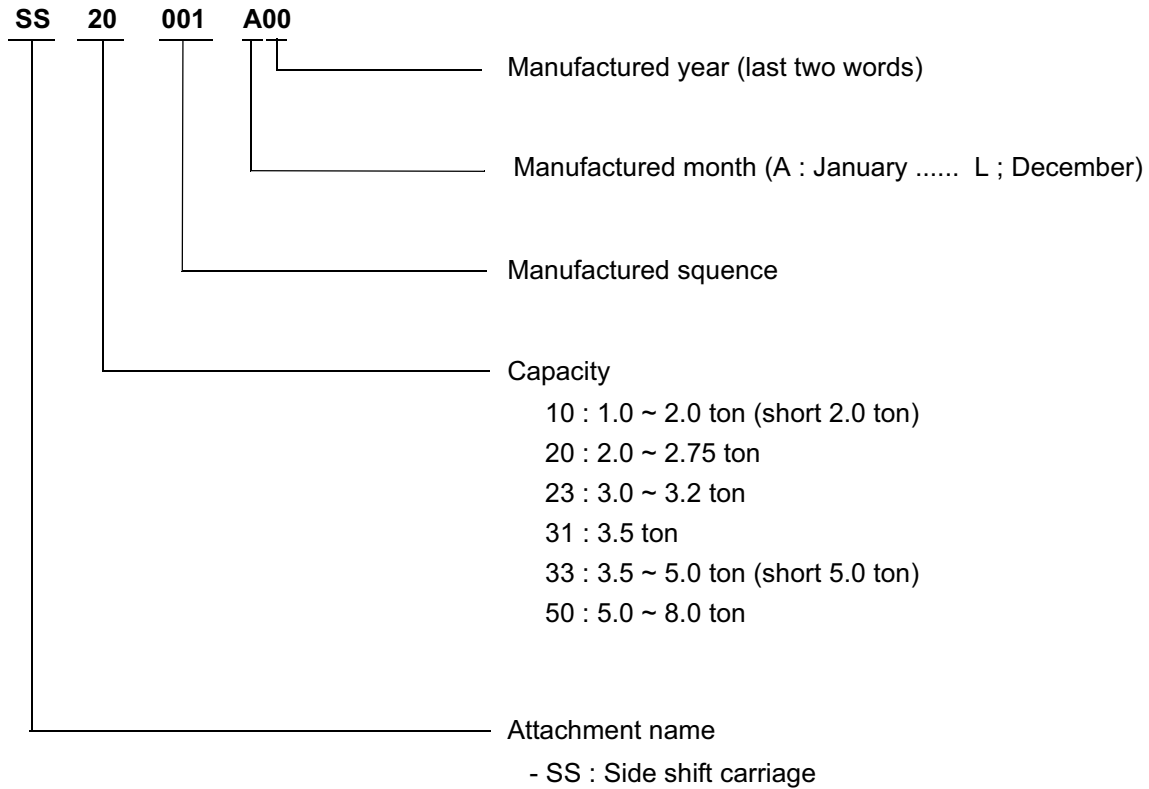 SS 20 001 A00
Manufactured year (last two words)
Manufactured month (A : January ...... L ; December)
Manufactured squence
Capacity
10 : 1.0 ~ 2.0 ton (short 2.0 ton)
20 : 2.0 ~ 2.75 ton
23 : 3.0 ~ 3.2 ton
31 : 3.5 ton
33 : 3.5 ~ 5.0 ton (short 5.0 ton)
50 : 5.0 ~ 8.0 ton
Attachment name
- SS : Side shift carriage